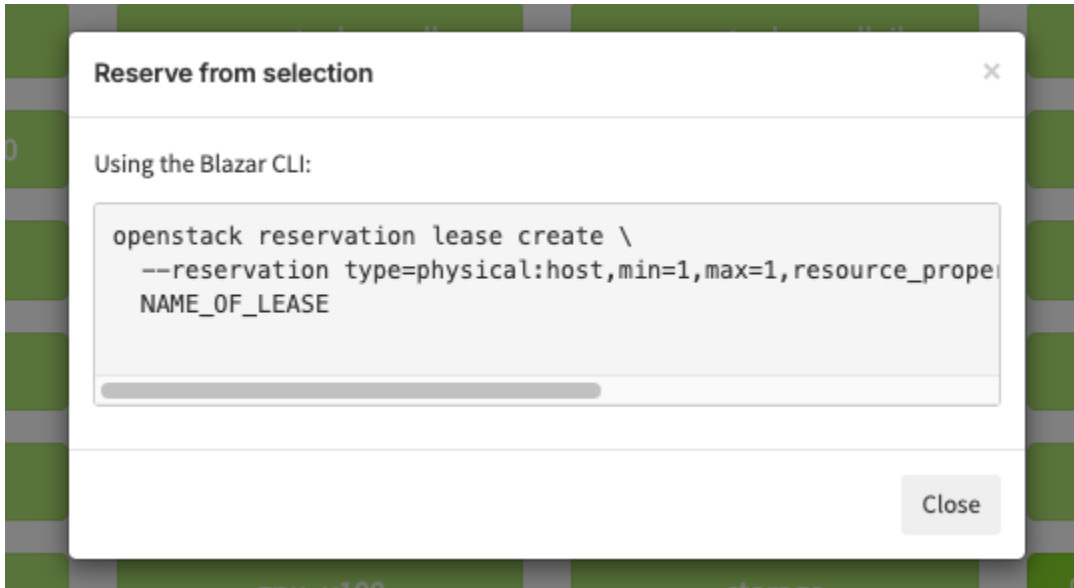 Reserve from selection
×
Using the Blazar CLI:
openstack reservation lease create \
--reservation type=physical:host,min=1,max=1,resource_proper
NAME_OF_LEASE
Close